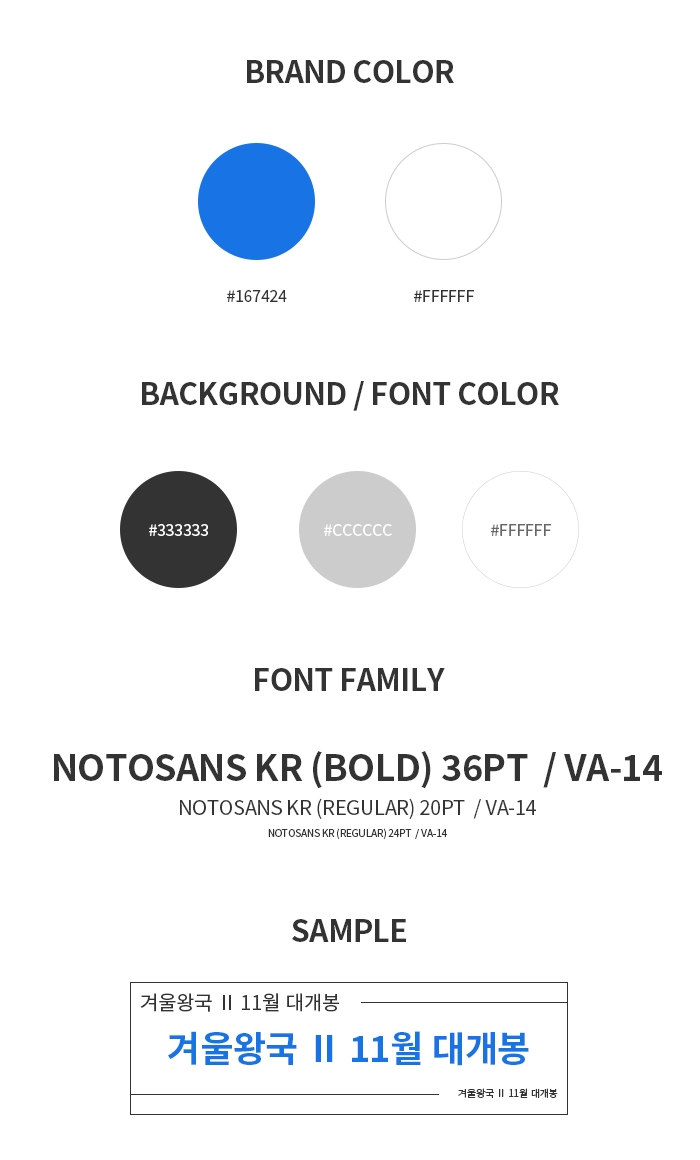 BRAND COLOR
#167424
#FFFFFF
BACKGROUND / FONT COLOR
#333333
#CCCCCC
#FFFFFF
FONT FAMILY
NOTOSANS KR (BOLD) 36PT / VA-14
NOTOSANS KR (REGULAR) 20PT / VA-14
NOTOSANS KR (REGULAR) 24PT / VA-14
SAMPLE
겨울왕국 Ⅱ 11월 대개봉
겨울왕국 Ⅱ 11월 대개봉
겨울왕국 Ⅱ 11월 대개봉